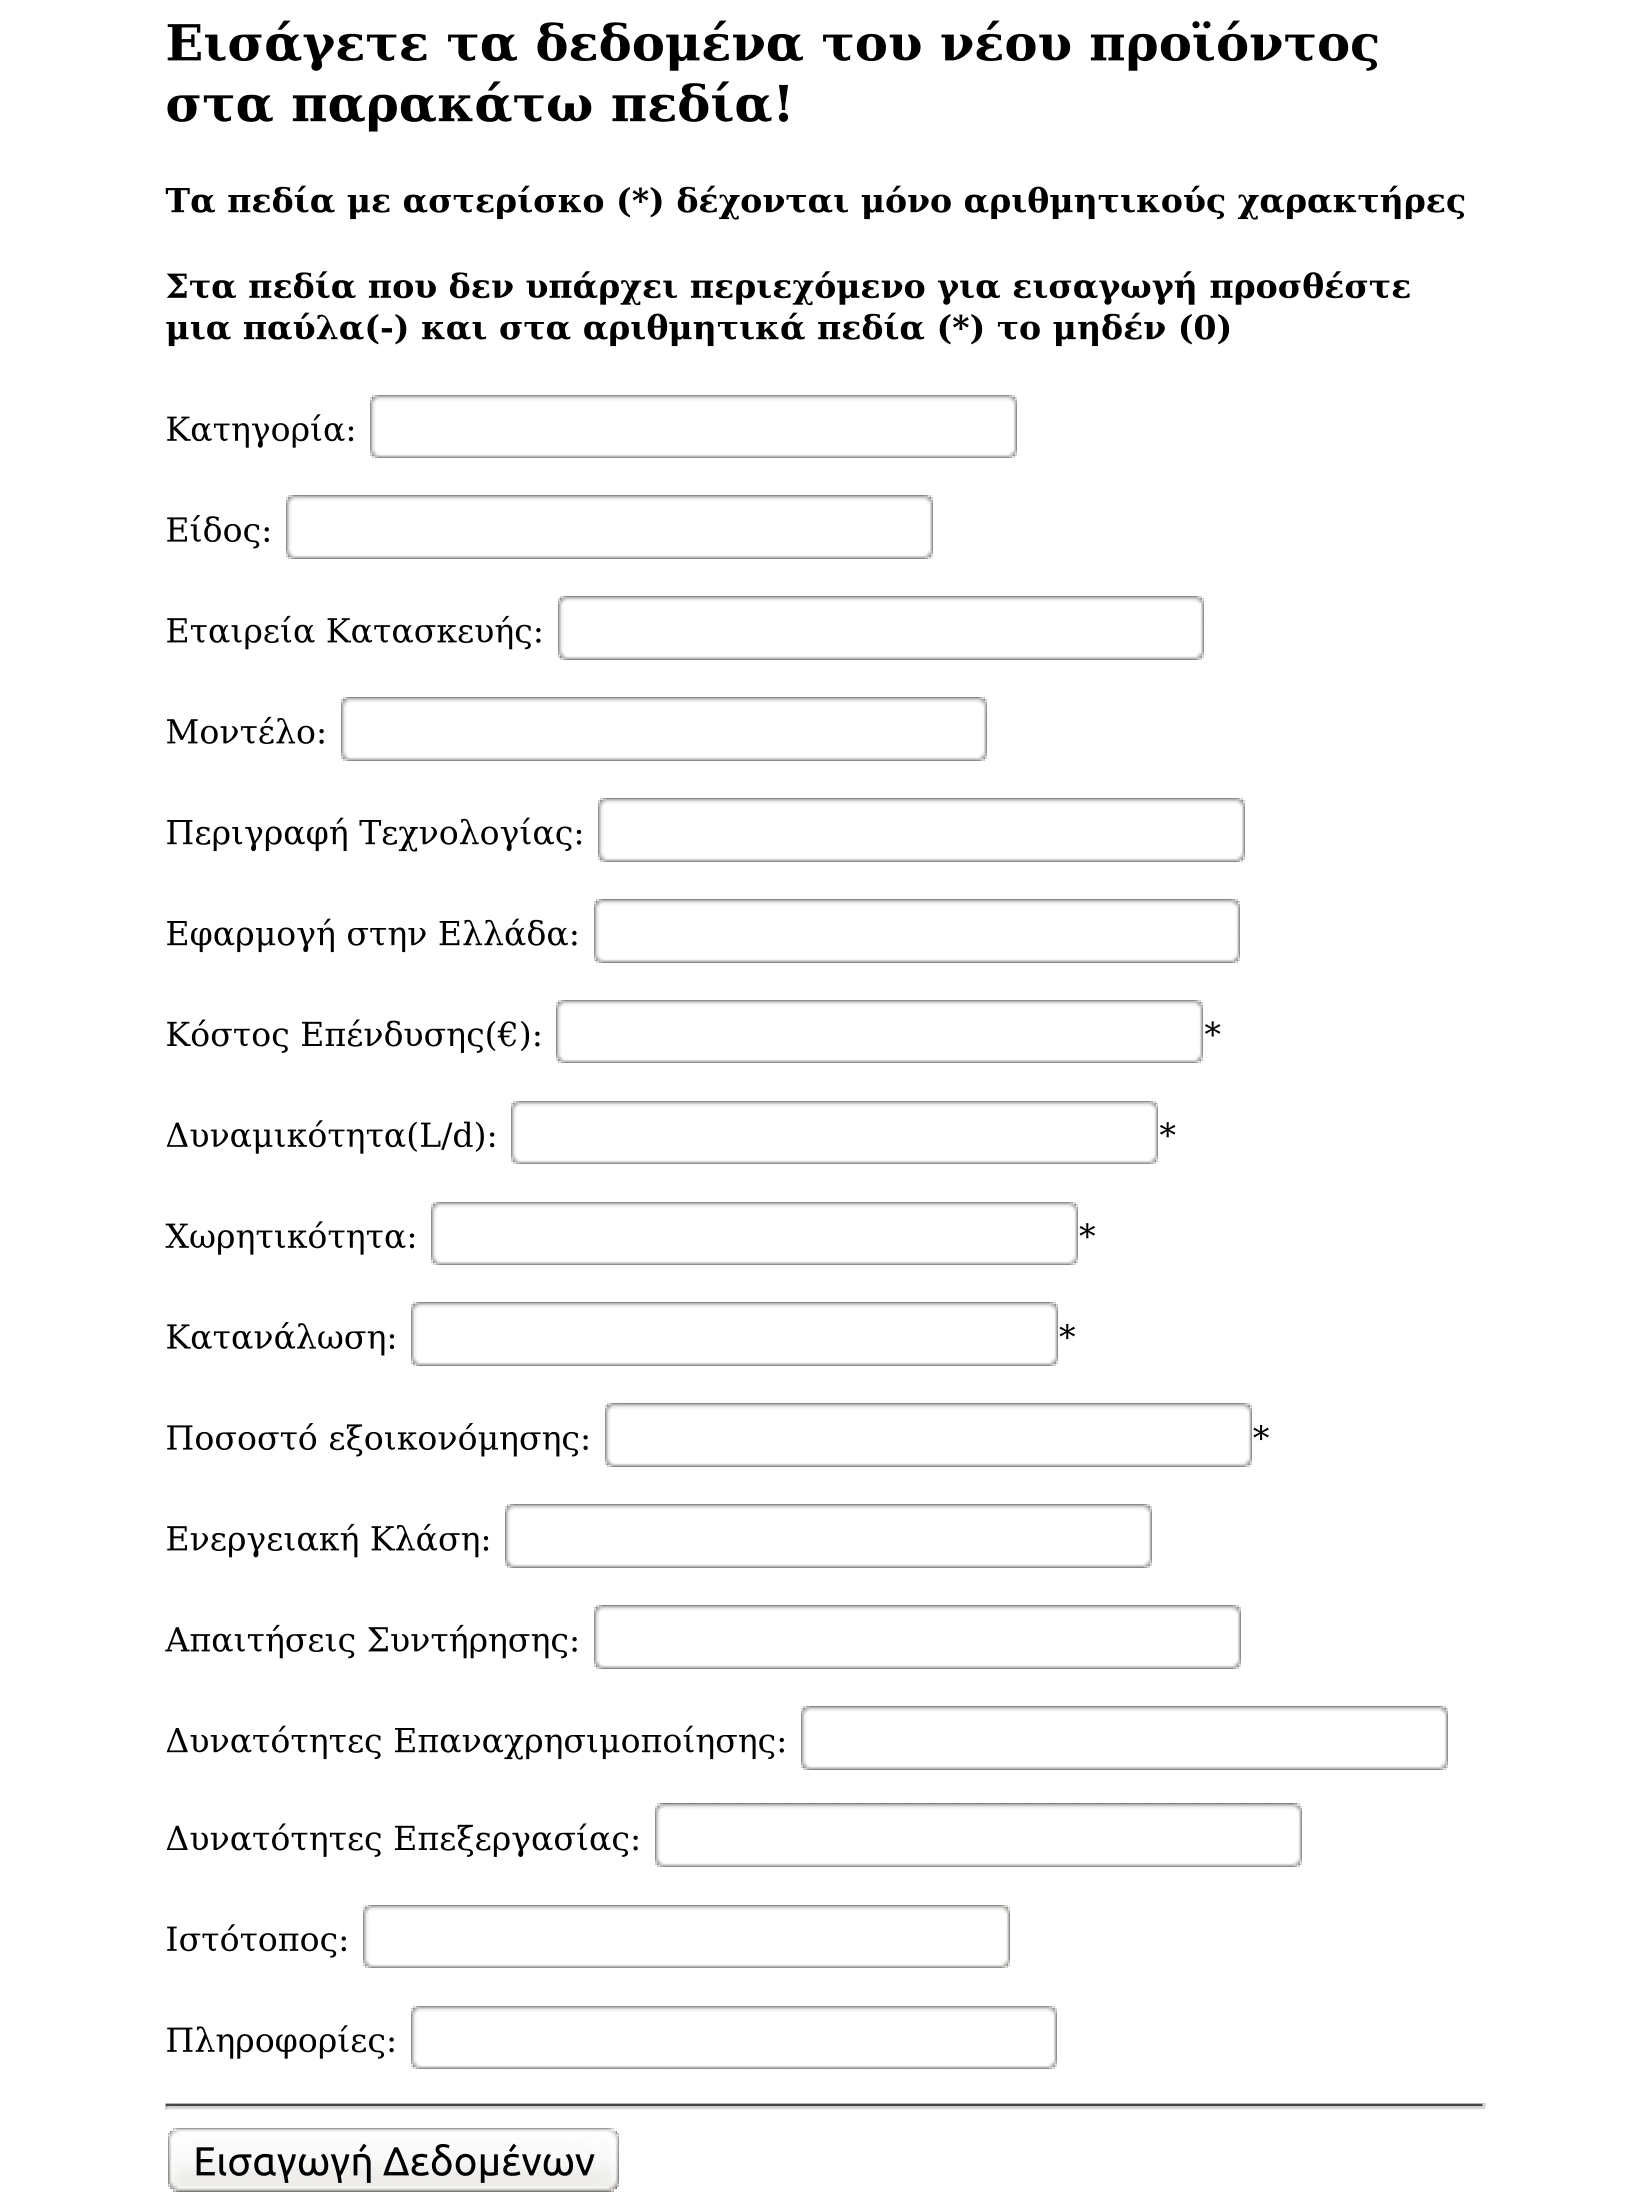 Εισάγετε τα δεδομένα του νέου προϊόντος
στα παρακάτω πεδία!
Τα πεδία με αστερίσκο (*) δέχονται μόνο αριθμητικούς χαρακτήρες
Στα πεδία που δεν υπάρχει περιεχόμενο για εισαγωγή προσθέστε
μια παύλα(-) και στα αριθμητικά πεδία (*) το μηδέν (0)
Κατηγορία:
Είδος:
Εταιρεία Κατασκευής:
Μοντέλο:
Περιγραφή Τεχνολογίας:
Εφαρμογή στην Ελλάδα:
Κόστος Επένδυσης(€): *
Δυναμικότητα(L/d): *
Χωρητικότητα: *
Κατανάλωση: *
Ποσοστό εξοικονόμησης: *
Ενεργειακή Κλάση:
Απαιτήσεις Συντήρησης:
Δυνατότητες Επαναχρησιμοποίησης:
Δυνατότητες Επεξεργασίας:
Ιστότοπος:
Πληροφορίες:
Εισαγωγή Δεδομένων